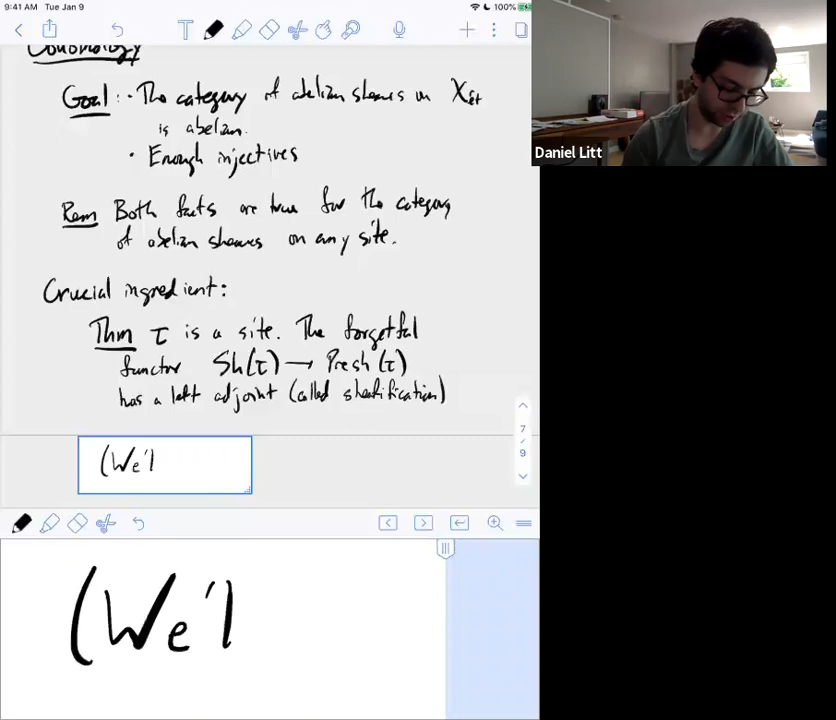 9:41 AM Tue Jan 9
100%
Cohomology
Goal: · The category of abelian sheaves on Xét
is abelian.
· Enough injectives
Rem Both facts are true for the category
of abelian sheaves on any site.
Crucial ingredient:
Thm τ is a site. The forgetful
functor Sh(τ) → Presh(τ)
has a left adjoint (called sheafification)
(We'l
7
/
9
(We'l
Daniel Litt